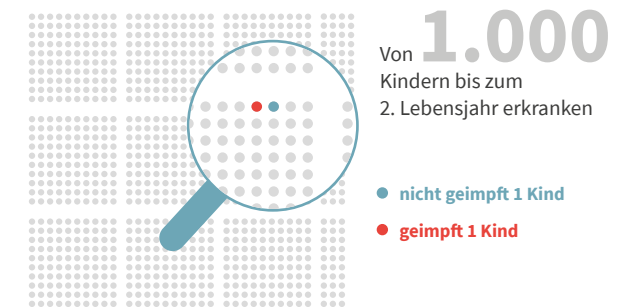 Von 1.000
Kindern bis zum
2. Lebensjahr erkranken
nicht geimpft 1 Kind
geimpft 1 Kind